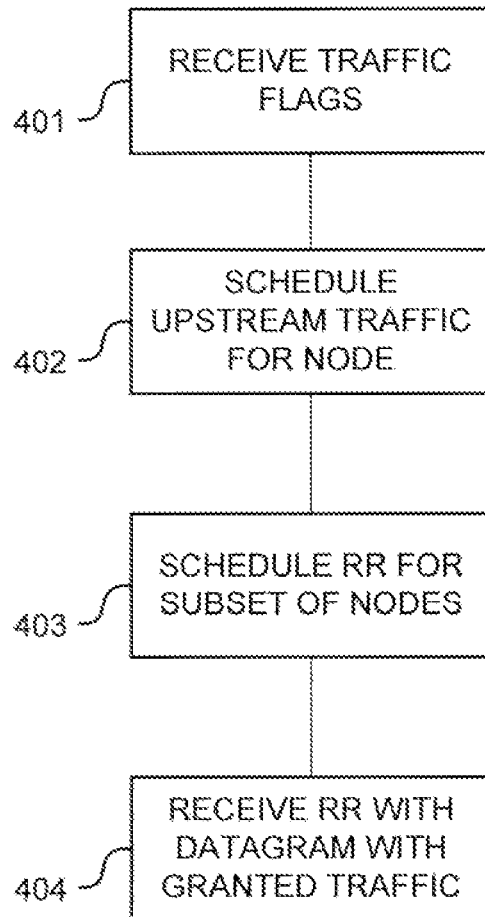 RECEIVE TRAFFIC
FLAGS
401
SCHEDULE
UPSTREAM TRAFFIC
FOR NODE
402
SCHEDULE RR FOR
SUBSET OF NODES
403
RECEIVE RR WITH
DATAGRAM WITH
GRANTED TRAFFIC
404